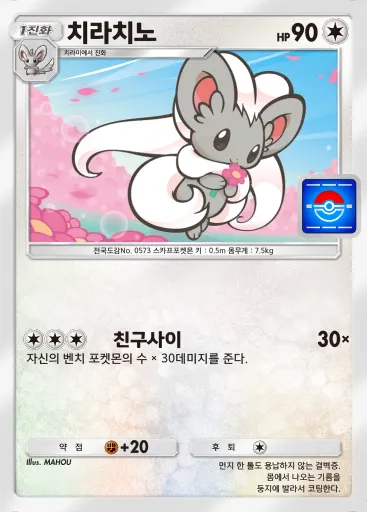 1진화
치라치노
HP 90
치라미에서 진화
전국도감No. 0573 스카프포켓몬 키 : 0.5m 몸무게 : 7.5kg
친구사이 30×
자신의 벤치 포켓몬의 수 × 30데미지를 준다.
약점 +20
후퇴
Illus. MAHOU
먼지 한 톨도 용납하지 않는 결벽증.
몸에서 나오는 기름을
둥지에 발라서 코팅한다.